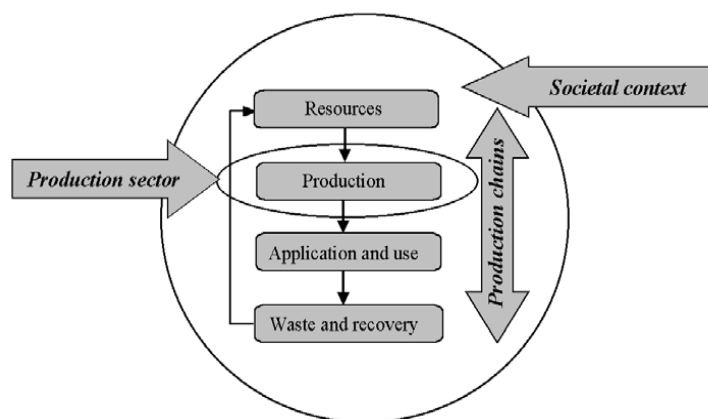 Societal context
Resources
Production sector
Production
Production chains
Application and use
Waste and recovery